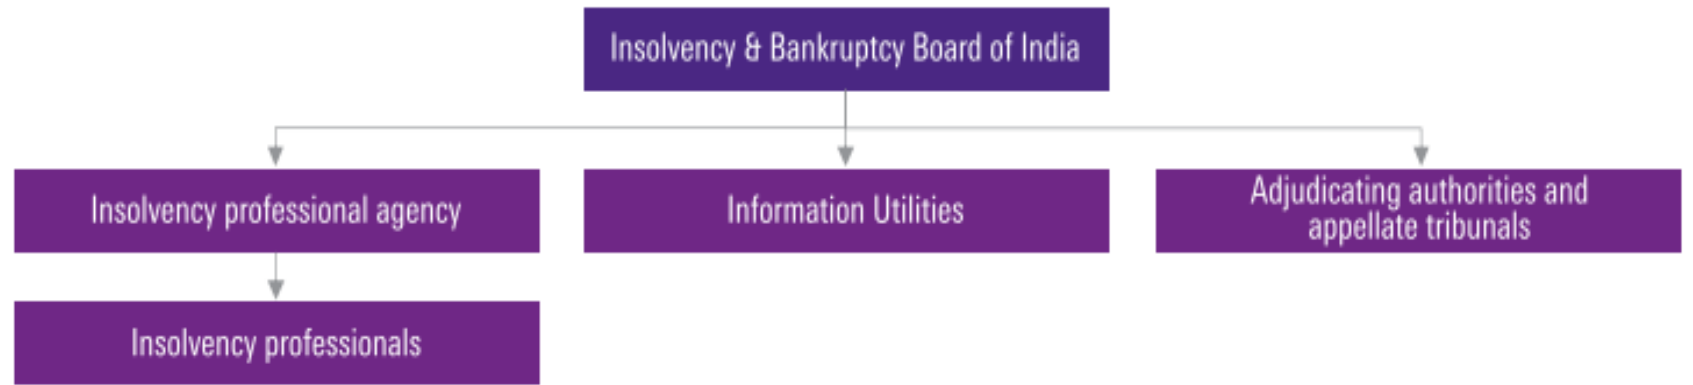 Insolvency & Bankruptcy Board of India
Insolvency professional agency
Information Utilities
Adjudicating authorities and
appellate tribunals
Insolvency professionals